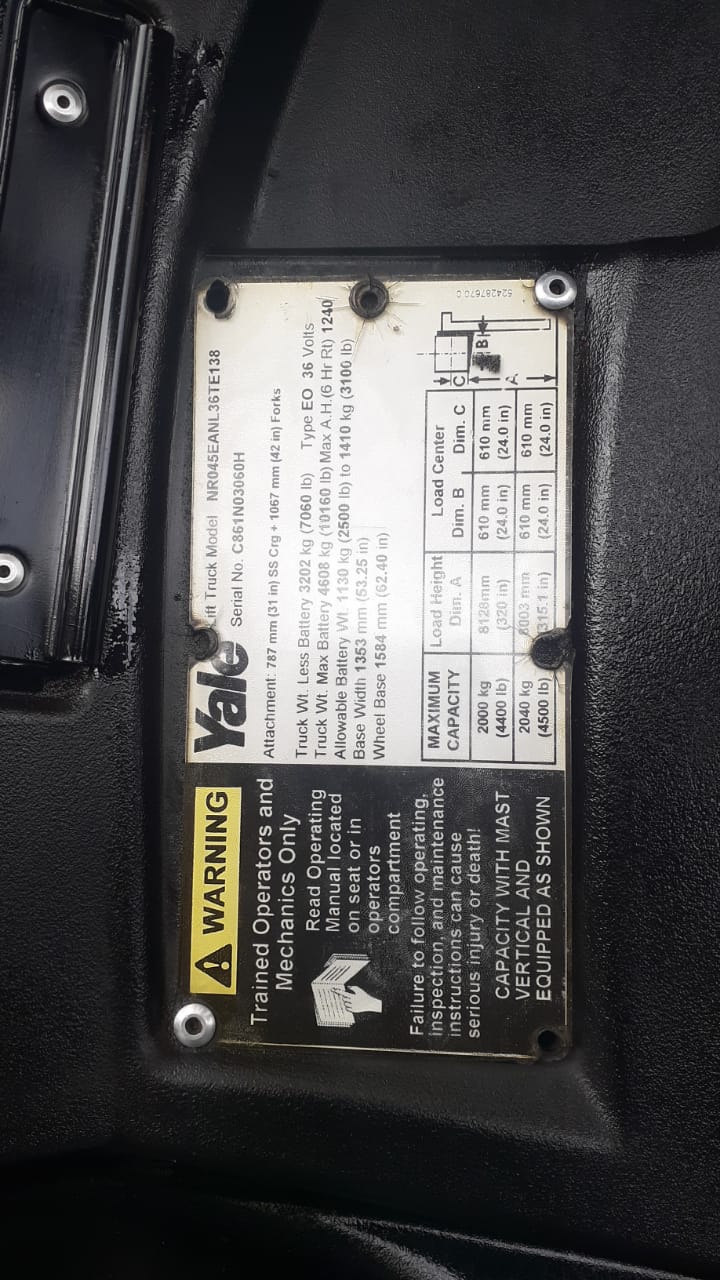 WARNING
Trained Operators and
Mechanics Only
Read Operating
Manual located
on seat or in
operators
compartment
Failure to follow operating,
inspection, and maintenance
instructions can cause
serious injury or death!
CAPACITY WITH MAST
VERTICAL AND
EQUIPPED AS SHOWN
Yale
Truck Model NR045EANL36TE138
Serial No. C861N03060H
Attachment: 787 mm (31 in) SS Crg + 1067 mm (42 in) Forks
Truck Wt. Less Battery 3202 kg (7060 lb) Type EO 36 Volts
Truck Wt. Max Battery 4608 kg (10160 lb) Max A.H.(6 Hr Rt) 1240
Allowable Battery Wt. 1130 kg (2500 lb) to 1410 kg (3100 lb)
Base Width 1353 mm (53.25 in)
Wheel Base 1584 mm (62.40 in)
MAXIMUM CAPACITY Load Height Dim. A Load Center Dim. B Dim. C
2000 kg 8128mm 610 mm 610 mm
(4400 lb) (320 in) (24.0 in) (24.0 in)
2040 kg 8003 mm 610 mm 610 mm
(4500 lb) 315.1 in) (24.0 in) (24.0 in)
C
B
A
524287670 C